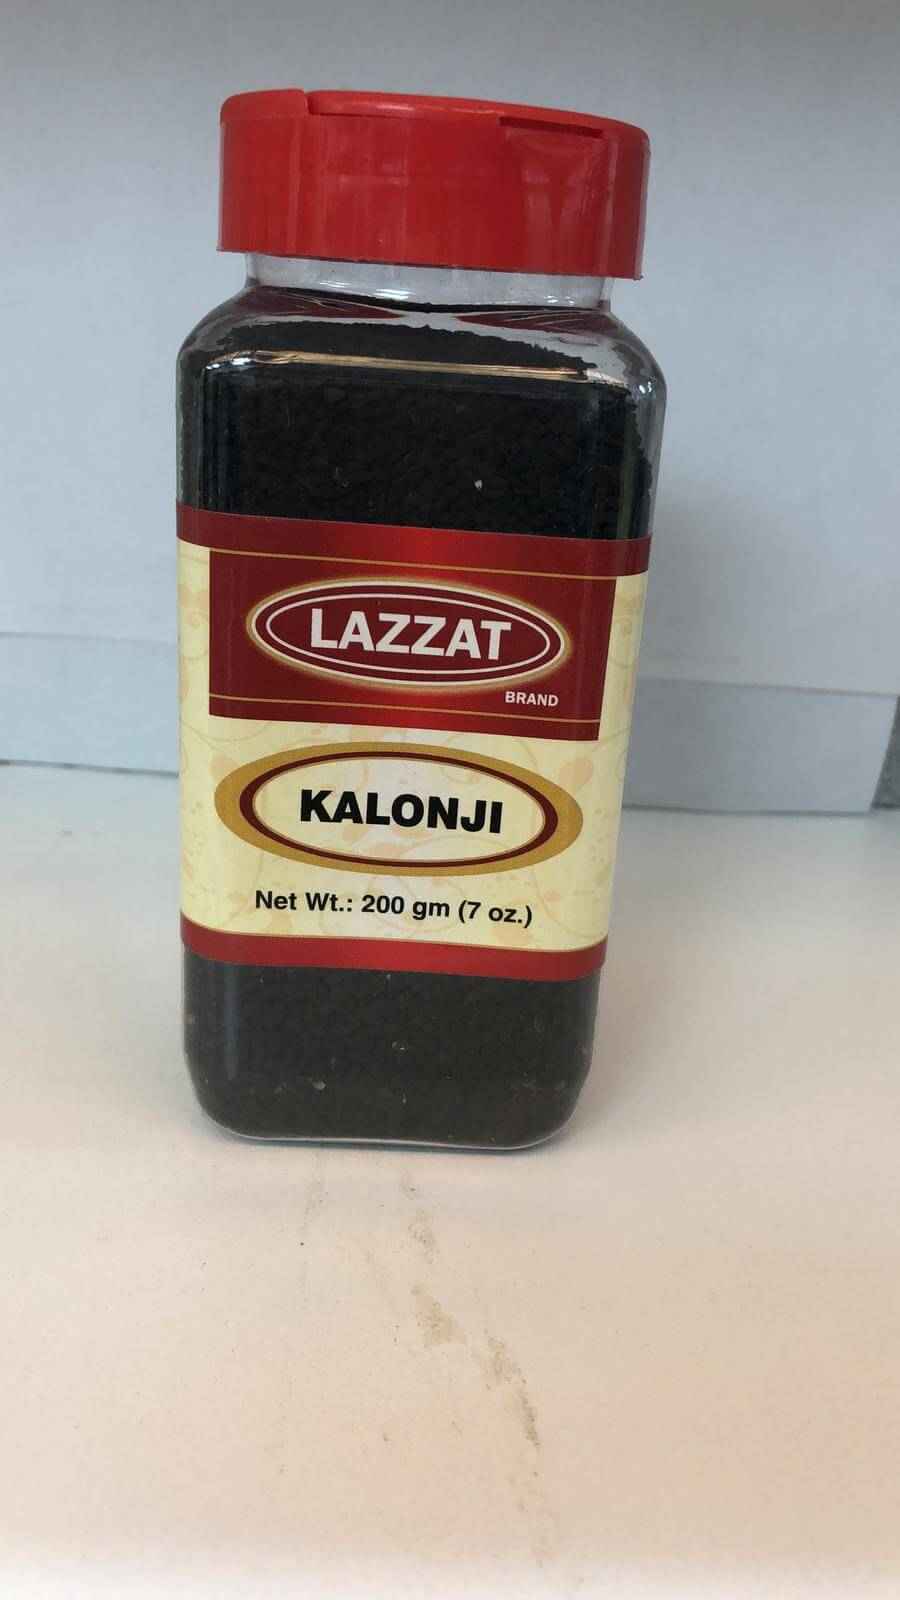 LAZZAT
BRAND
KALONJI
Net Wt.: 200 gm (7 oz.)